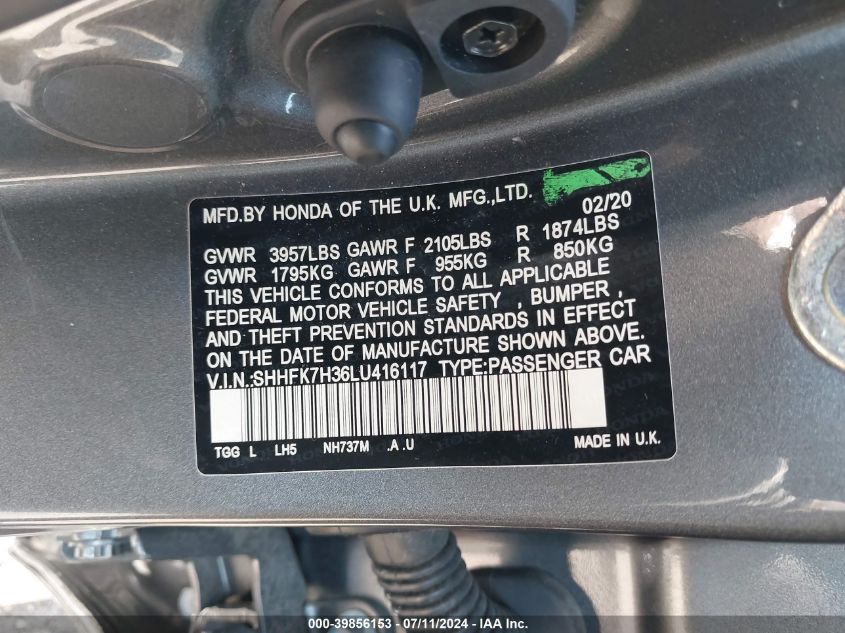 MFD.BY HONDA OF THE U.K. MFG.,LTD. 02/20
GVWR 3957LBS GAWR F 2105LBS R 1874LBS
GVWR 1795KG GAWR F 955KG R 850KG
THIS VEHICLE CONFORMS TO ALL APPLICABLE
FEDERAL MOTOR VEHICLE SAFETY , BUMPER ,
AND THEFT PREVENTION STANDARDS IN EFFECT
ON THE DATE OF MANUFACTURE SHOWN ABOVE.
V.I.N.:SHHFK7H36LU416117 TYPE:PASSENGER CAR
TGG L LH5 NH737M .A .U MADE IN U.K.
000-39856153 - 07/11/2024 - IAA Inc.